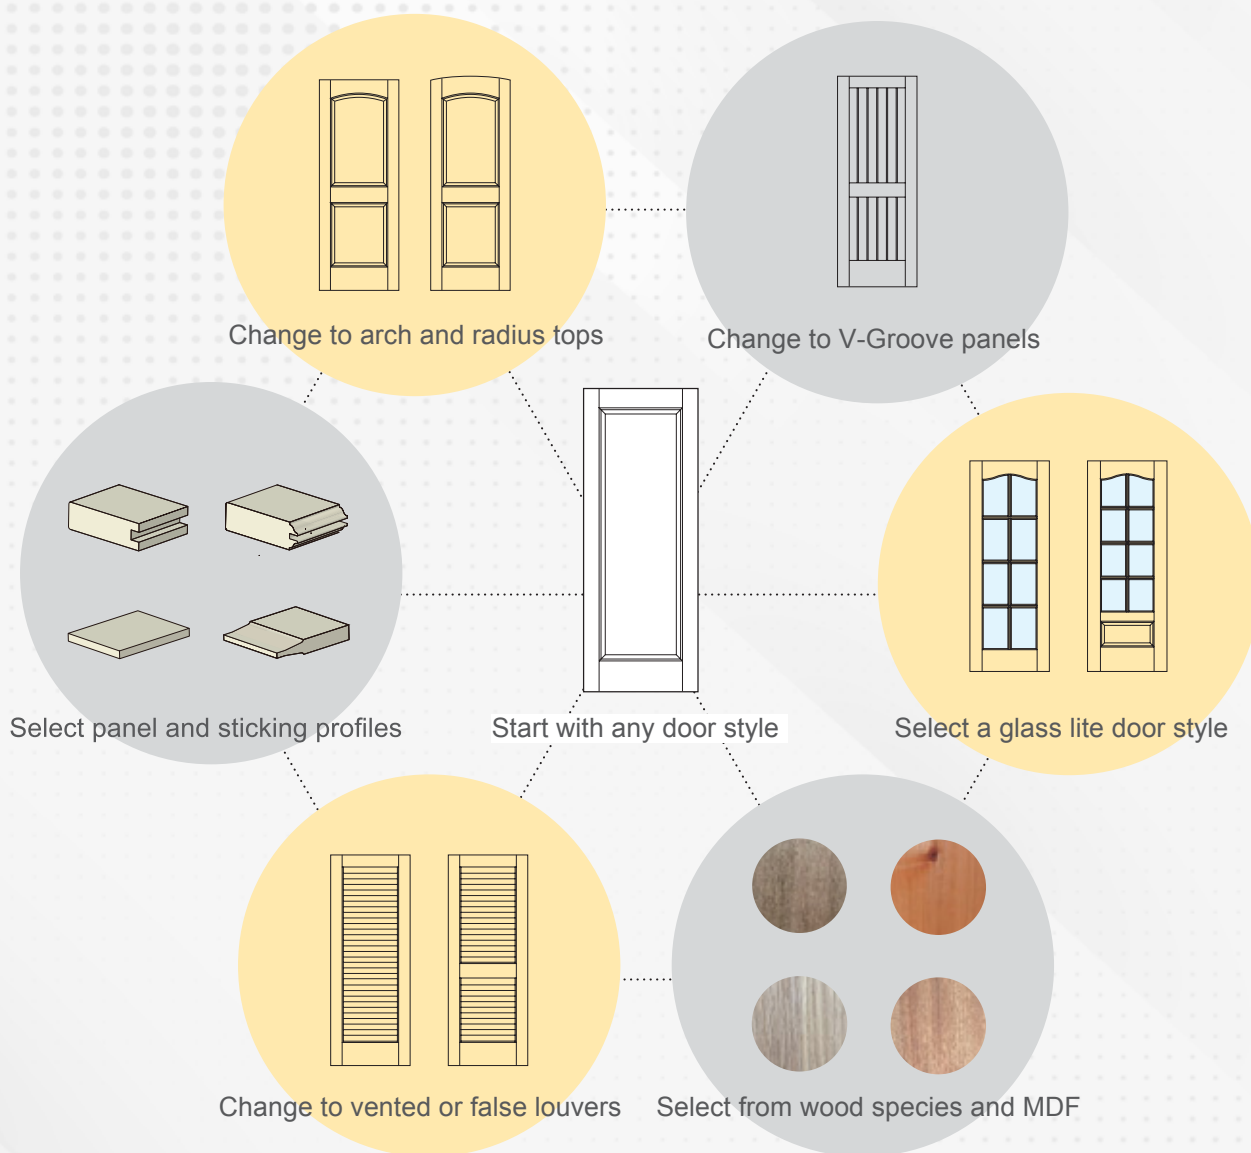 Change to arch and radius tops
Change to V-Groove panels
Select panel and sticking profiles
Start with any door style
Select a glass lite door style
Change to vented or false louvers
Select from wood species and MDF